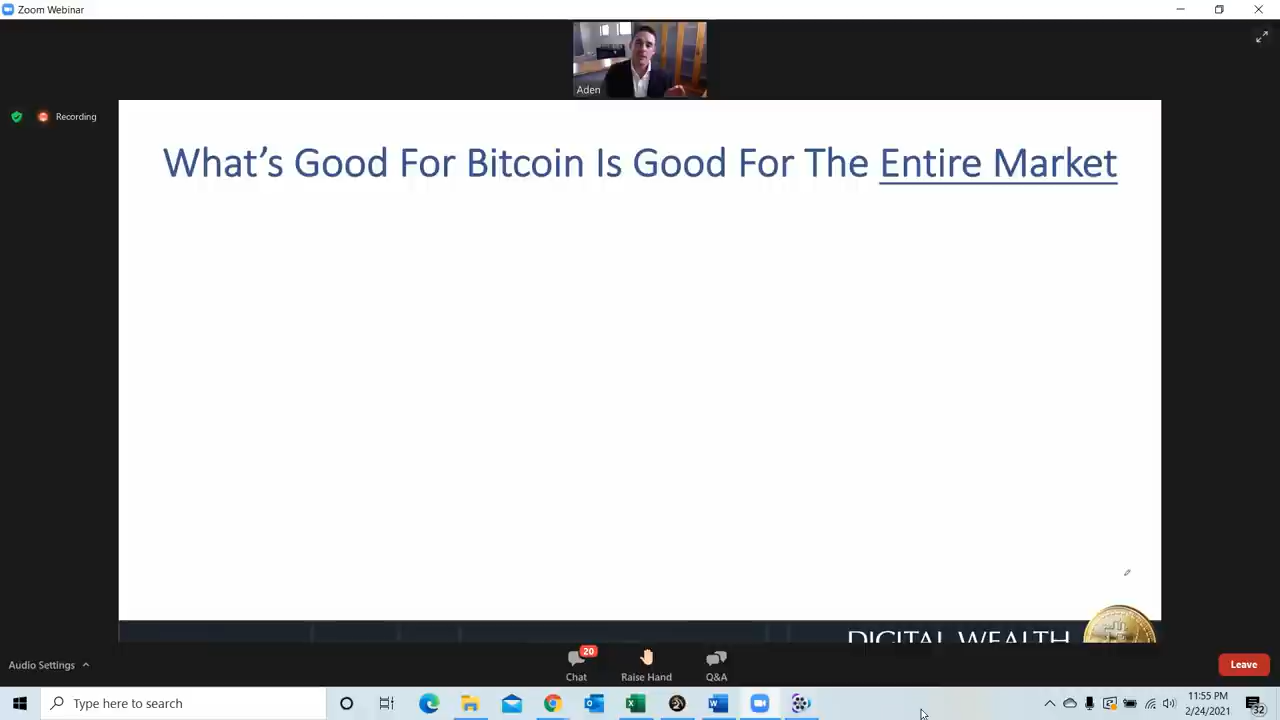 Zoom Webinar
Aden
Recording
What's Good For Bitcoin Is Good For The Entire Market
DIGITAL WEALTH
Audio Settings
20
Chat
Raise Hand
Q&A
Leave
Type here to search
11:55 PM
2/24/2021
32